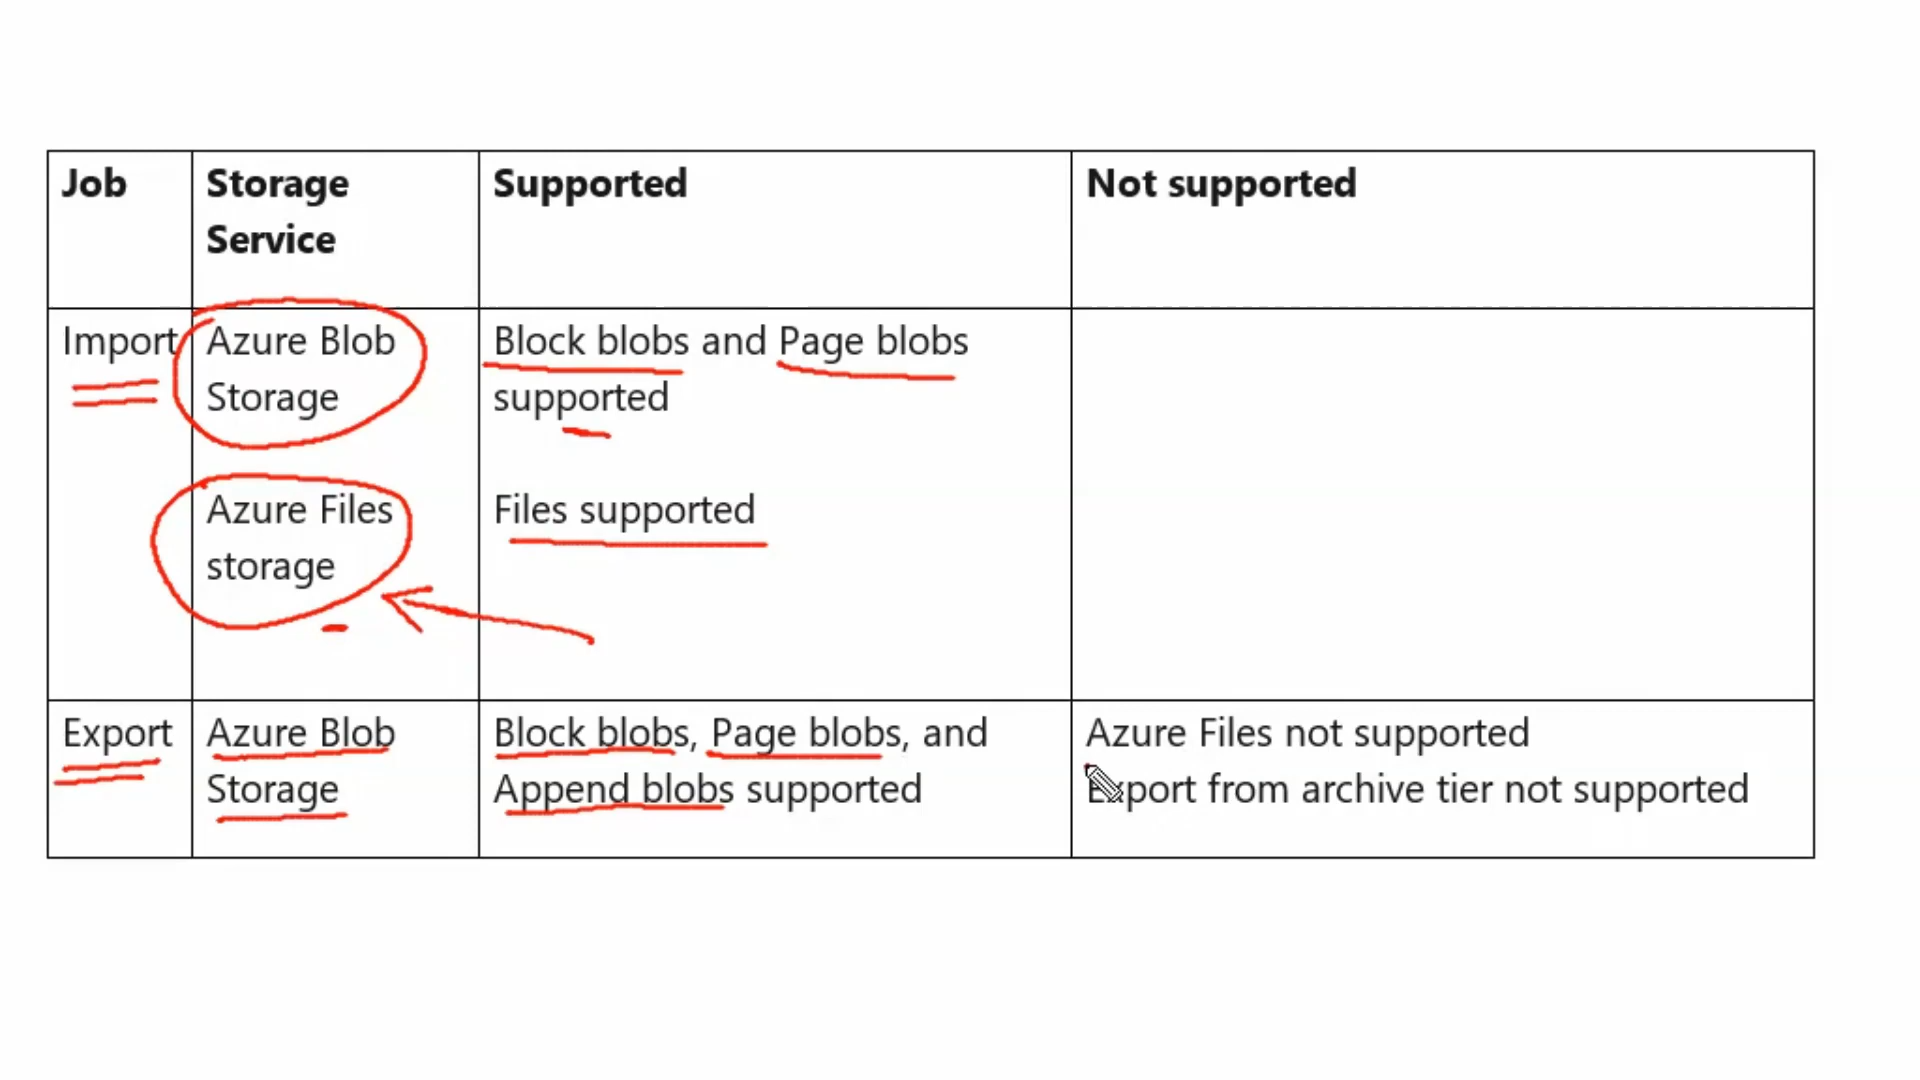 Job
Storage
Service
Supported
Not supported
Import
Azure Blob
Storage
Block blobs and Page blobs
supported
Azure Files
storage
Files supported
Export
Azure Blob
Storage
Block blobs, Page blobs, and
Append blobs supported
Azure Files not supported
Export from archive tier not supported